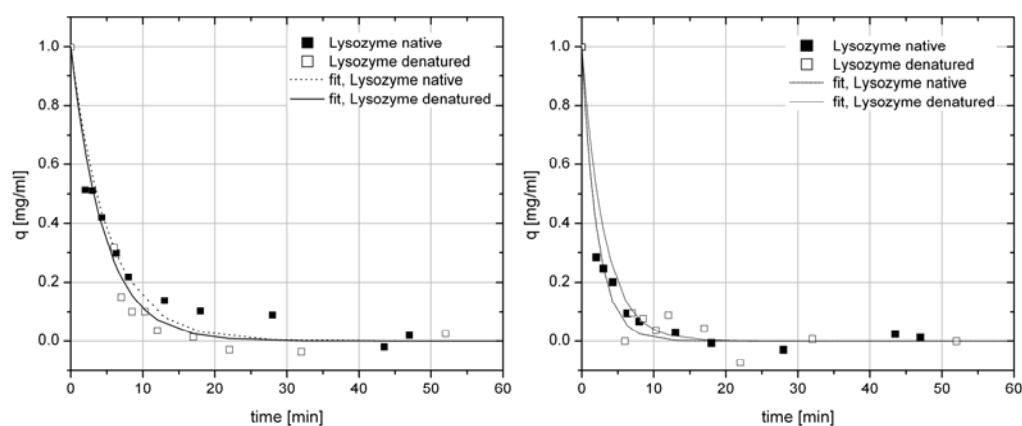 1.0
0.8
0.6
0.4
0.2
0.0
q [mg/ml]
Lysozyme native
Lysozyme denatured
fit, Lysozyme native
fit, Lysozyme denatured
0 10 20 30 40 50 60
time [min]
1.0
0.8
0.6
0.4
0.2
0.0
q [mg/ml]
Lysozyme native
Lysozyme denatured
fit, Lysozyme native
fit, Lysozyme denatured
0 10 20 30 40 50 60
time [min]